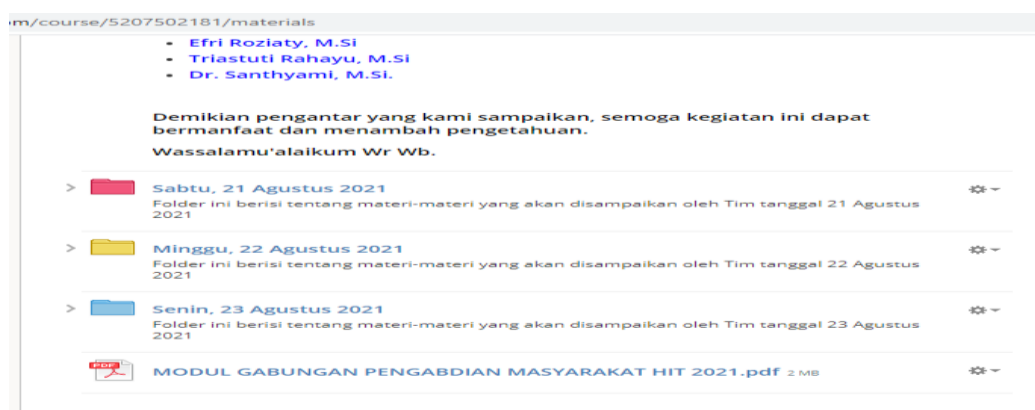 om/course/5207502181/materials
Efri Roziaty, M.Si
Triastuti Rahayu, M.Si
Dr. Santhyami, M.Si.
Demikian pengantar yang kami sampaikan, semoga kegiatan ini dapat
bermanfaat dan menambah pengetahuan.
Wassalamu'alaikum Wr Wb.
Sabtu, 21 Agustus 2021
Folder ini berisi tentang materi-materi yang akan disampaikan oleh Tim tanggal 21 Agustus
2021
Minggu, 22 Agustus 2021
Folder ini berisi tentang materi-materi yang akan disampaikan oleh Tim tanggal 22 Agustus
2021
Senin, 23 Agustus 2021
Folder ini berisi tentang materi-materi yang akan disampaikan oleh Tim tanggal 23 Agustus
2021
PDF
MODUL GABUNGAN PENGABDIAN MASYARAKAT HIT 2021.pdf 2 MB